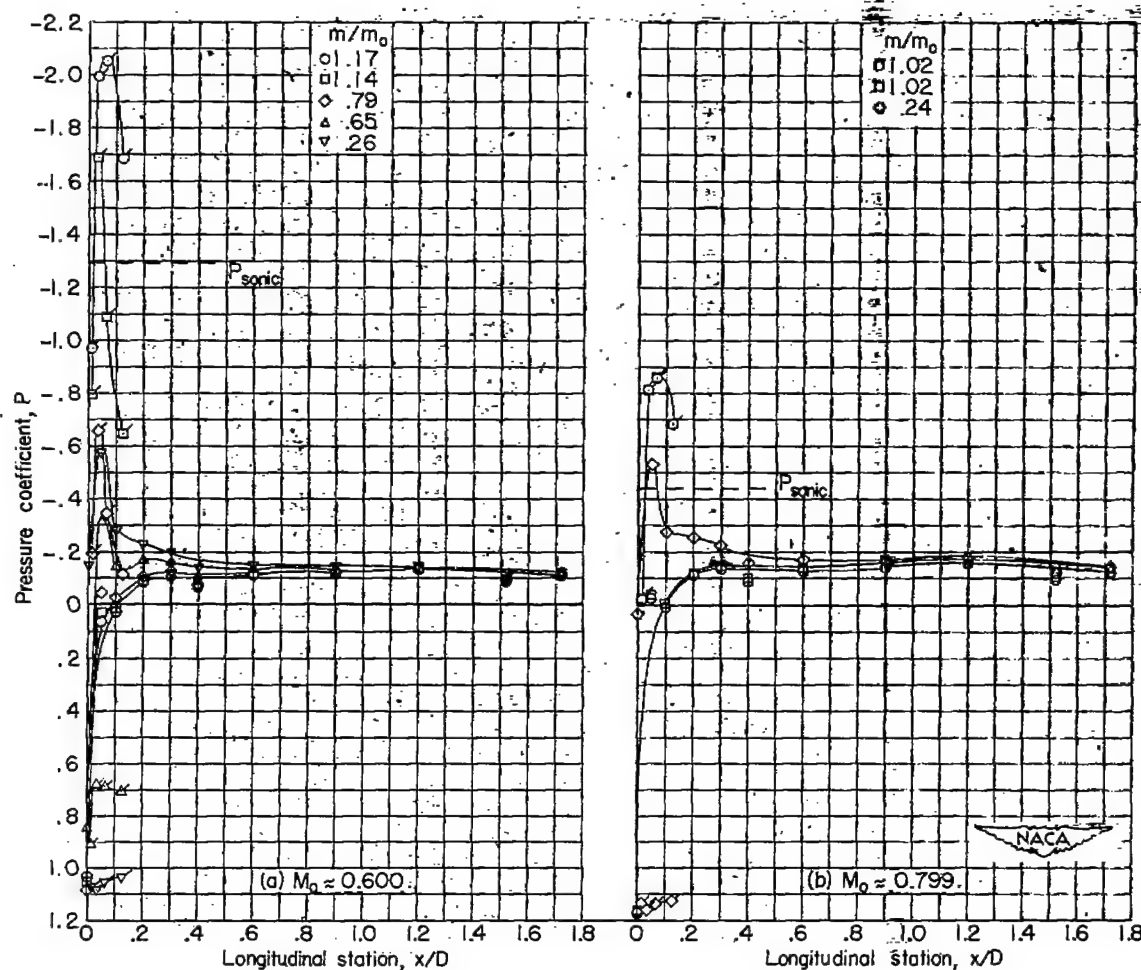 -2.2
-2.0
-1.8
-1.6
-1.4
-1.2
-1.0
-.8
-.6
-.4
-.2
0
.2
.4
.6
.8
1.0
1.2
Pressure coefficient, P
m/m₀
1.17
1.14
.79
.65
.26
P_sonic
(a) M₀ ≈ 0.600.
0 .2 .4 .6 .8 1.0 1.2 1.4 1.6 1.8
Longitudinal station, x/D
m/m₀
1.02
1.02
.24
P_sonic
NACA
(b) M₀ ≈ 0.799.
0 .2 .4 .6 .8 1.0 1.2 1.4 1.6 1.8
Longitudinal station, x/D